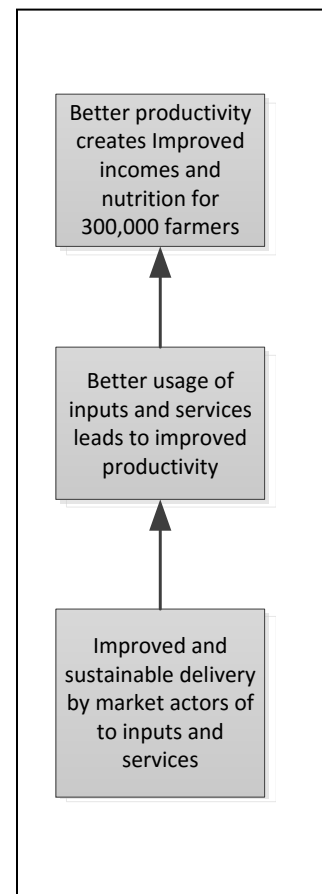 Better productivity
creates Improved
incomes and
nutrition for
300,000 farmers
Better usage of
inputs and services
leads to improved
productivity
Improved and
sustainable delivery
by market actors of
to inputs and
services